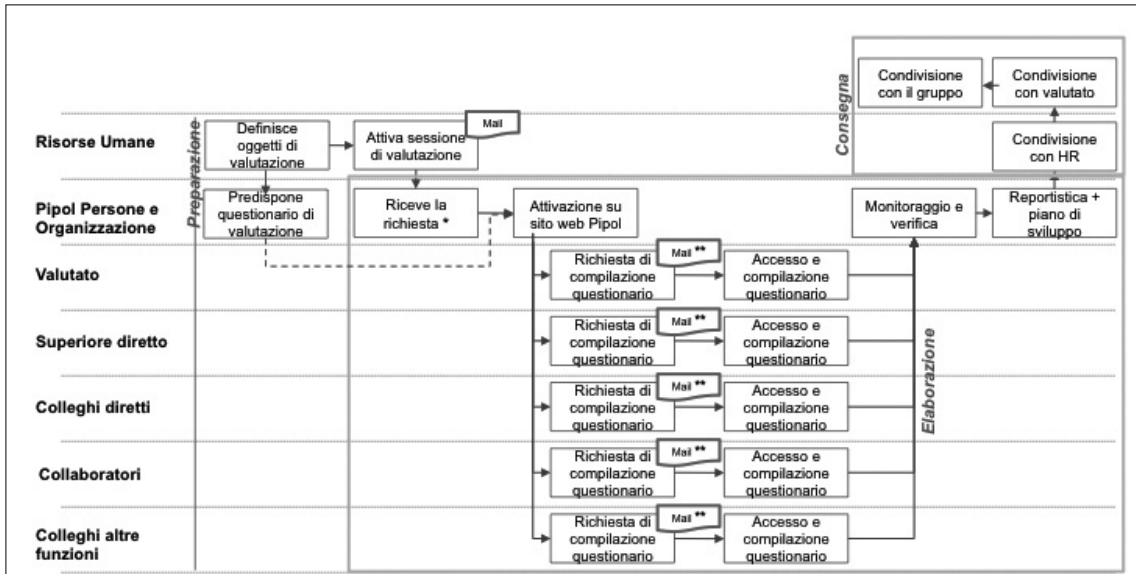 Consegna
Condivisione
con il gruppo
Condivisione
con valutato
Preparazione
Risorse Umane
Definisce
oggetti di
valutazione
Attiva sessione
di valutazione
Mail
Condivisione
con HR
Pipol Persone e
Organizzazione
Predispone
questionario di
valutazione
Riceve la
richiesta *
Attivazione su
sito web Pipol
Monitoraggio e
verifica
Reportistica +
piano di
sviluppo
Valutato
Richiesta di
compilazione
questionario
Mail **
Accesso e
compilazione
questionario
Superiore diretto
Richiesta di
compilazione
questionario
Mail **
Accesso e
compilazione
questionario
Elaborazione
Colleghi diretti
Richiesta di
compilazione
questionario
Mail **
Accesso e
compilazione
questionario
Collaboratori
Richiesta di
compilazione
questionario
Mail **
Accesso e
compilazione
questionario
Colleghi altre
funzioni
Richiesta di
compilazione
questionario
Mail **
Accesso e
compilazione
questionario